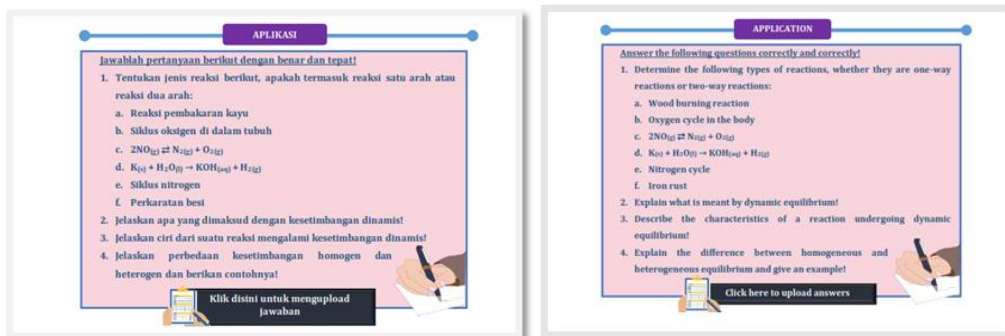 APLIKASI
Jawablah pertanyaan berikut dengan benar dan tepat!
1. Tentukan jenis reaksi berikut, apakah termasuk reaksi satu arah atau
reaksi dua arah:
a. Reaksi pembakaran kayu
b. Siklus oksigen di dalam tubuh
c. 2NO(g) ⇄ N2(g) + O2(g)
d. K(s) + H2O(l) → KOH(aq) + H2(g)
e. Siklus nitrogen
f. Perkaratan besi
2. Jelaskan apa yang dimaksud dengan kesetimbangan dinamis!
3. Jelaskan ciri dari suatu reaksi mengalami kesetimbangan dinamis!
4. Jelaskan perbedaan kesetimbangan homogen dan
heterogen dan berikan contohnya!
Klik disini untuk mengupload
jawaban
APPLICATION
Answer the following questions correctly and correctly!
1. Determine the following types of reactions, whether they are one-way
reactions or two-way reactions:
a. Wood burning reaction
b. Oxygen cycle in the body
c. 2NO(g) ⇄ N2(g) + O2(g)
d. K(s) + H2O(l) → KOH(aq) + H2(g)
e. Nitrogen cycle
f. Iron rust
2. Explain what is meant by dynamic equilibrium!
3. Describe the characteristics of a reaction undergoing dynamic
equilibrium!
4. Explain the difference between homogeneous and
heterogeneous equilibrium and give an example!
Click here to upload answers